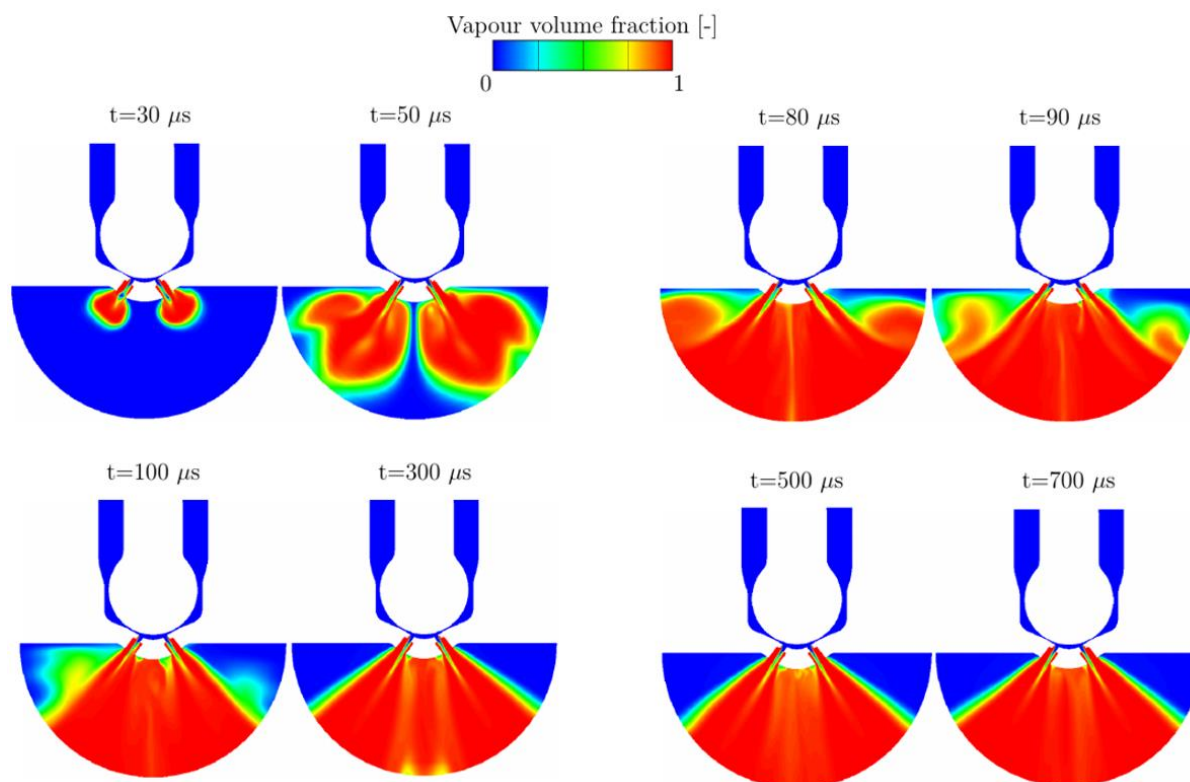 Vapour volume fraction [-]
0 1
t=30 μs t=50 μs t=80 μs t=90 μs
t=100 μs t=300 μs t=500 μs t=700 μs